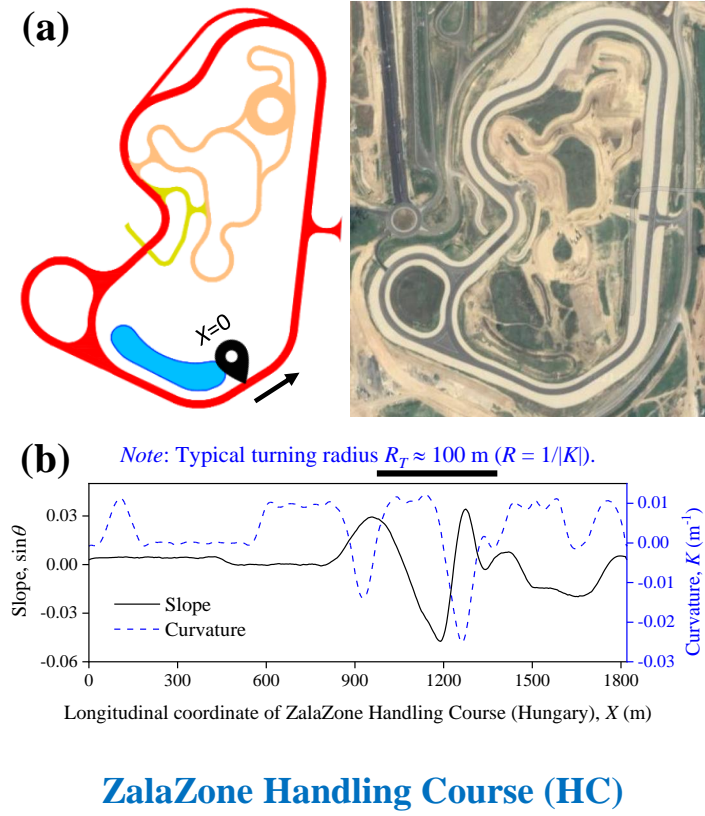 (a)
X=0
(b)
Note: Typical turning radius R_T ≈ 100 m (R = 1/|K|).
0.03
0.00
-0.03
-0.06
Slope, sinθ
Slope
Curvature
0.01
0.00
-0.01
-0.02
-0.03
Curvature, K (m⁻¹)
0 300 600 900 1200 1500 1800
Longitudinal coordinate of ZalaZone Handling Course (Hungary), X (m)
ZalaZone Handling Course (HC)